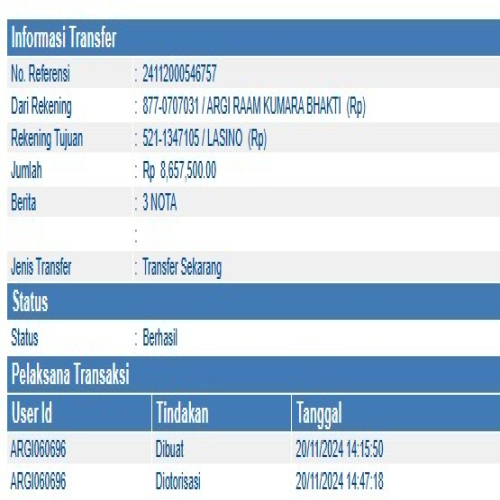 Informasi Transfer
No. Referensi : 24112000546757
Dari Rekening : 877-0707031 / ARGI RAAM KUMARA BHAKTI (Rp)
Rekening Tujuan : 521-1347105 / LASINO (Rp)
Jumlah : Rp 8,657,500.00
Berita : 3 NOTA
:
Jenis Transfer : Transfer Sekarang
Status
Status : Berhasil
Pelaksana Transaksi
User Id Tindakan Tanggal
ARGI060696 Dibuat 20/11/2024 14:15:50
ARGI060696 Diotorisasi 20/11/2024 14:47:18